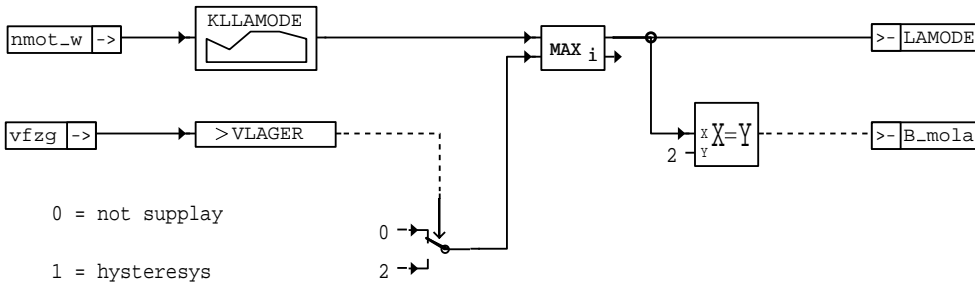 KLLAMODE
nmot_w ->
MAX i
>- LAMODE
vfzg ->
>VLAGER
X X=Y
Y
2
>- B_mola
0 = not supplay
0
2
1 = hysteresys